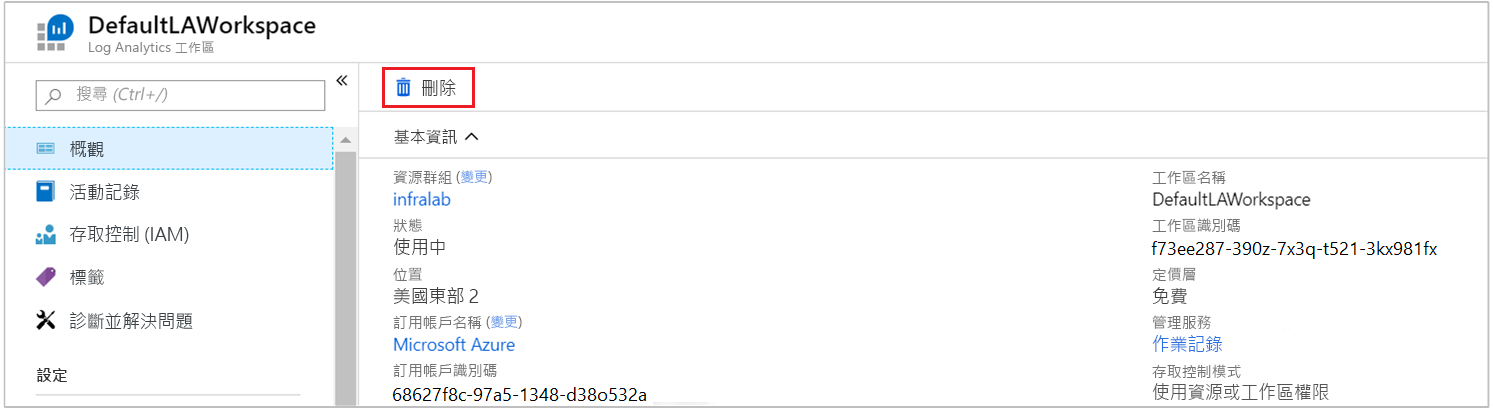 DefaultLAWorkspace
Log Analytics 工作區
搜尋 (Ctrl+/)
«
概觀
活動記錄
存取控制 (IAM)
標籤
診斷並解決問題
設定
刪除
基本資訊
資源群組 (變更)
infralab
狀態
使用中
位置
美國東部 2
訂用帳戶名稱 (變更)
Microsoft Azure
訂用帳戶識別碼
68627f8c-97a5-1348-d38o532a
工作區名稱
DefaultLAWorkspace
工作區識別碼
f73ee287-390z-7x3q-t521-3kx981fx
定價層
免費
管理服務
作業記錄
存取控制模式
使用資源或工作區權限